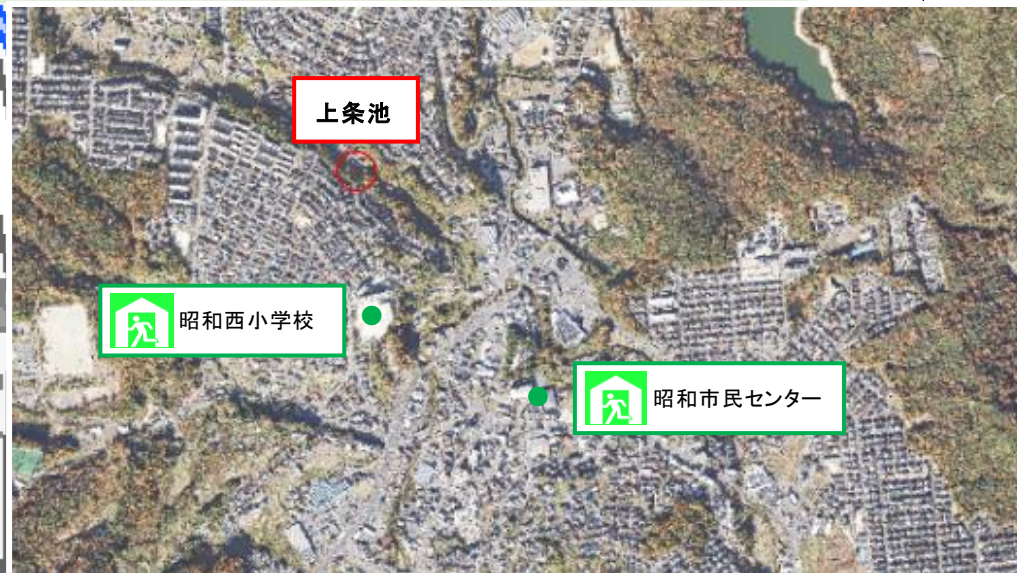 上条池
昭和西小学校
昭和市民センター